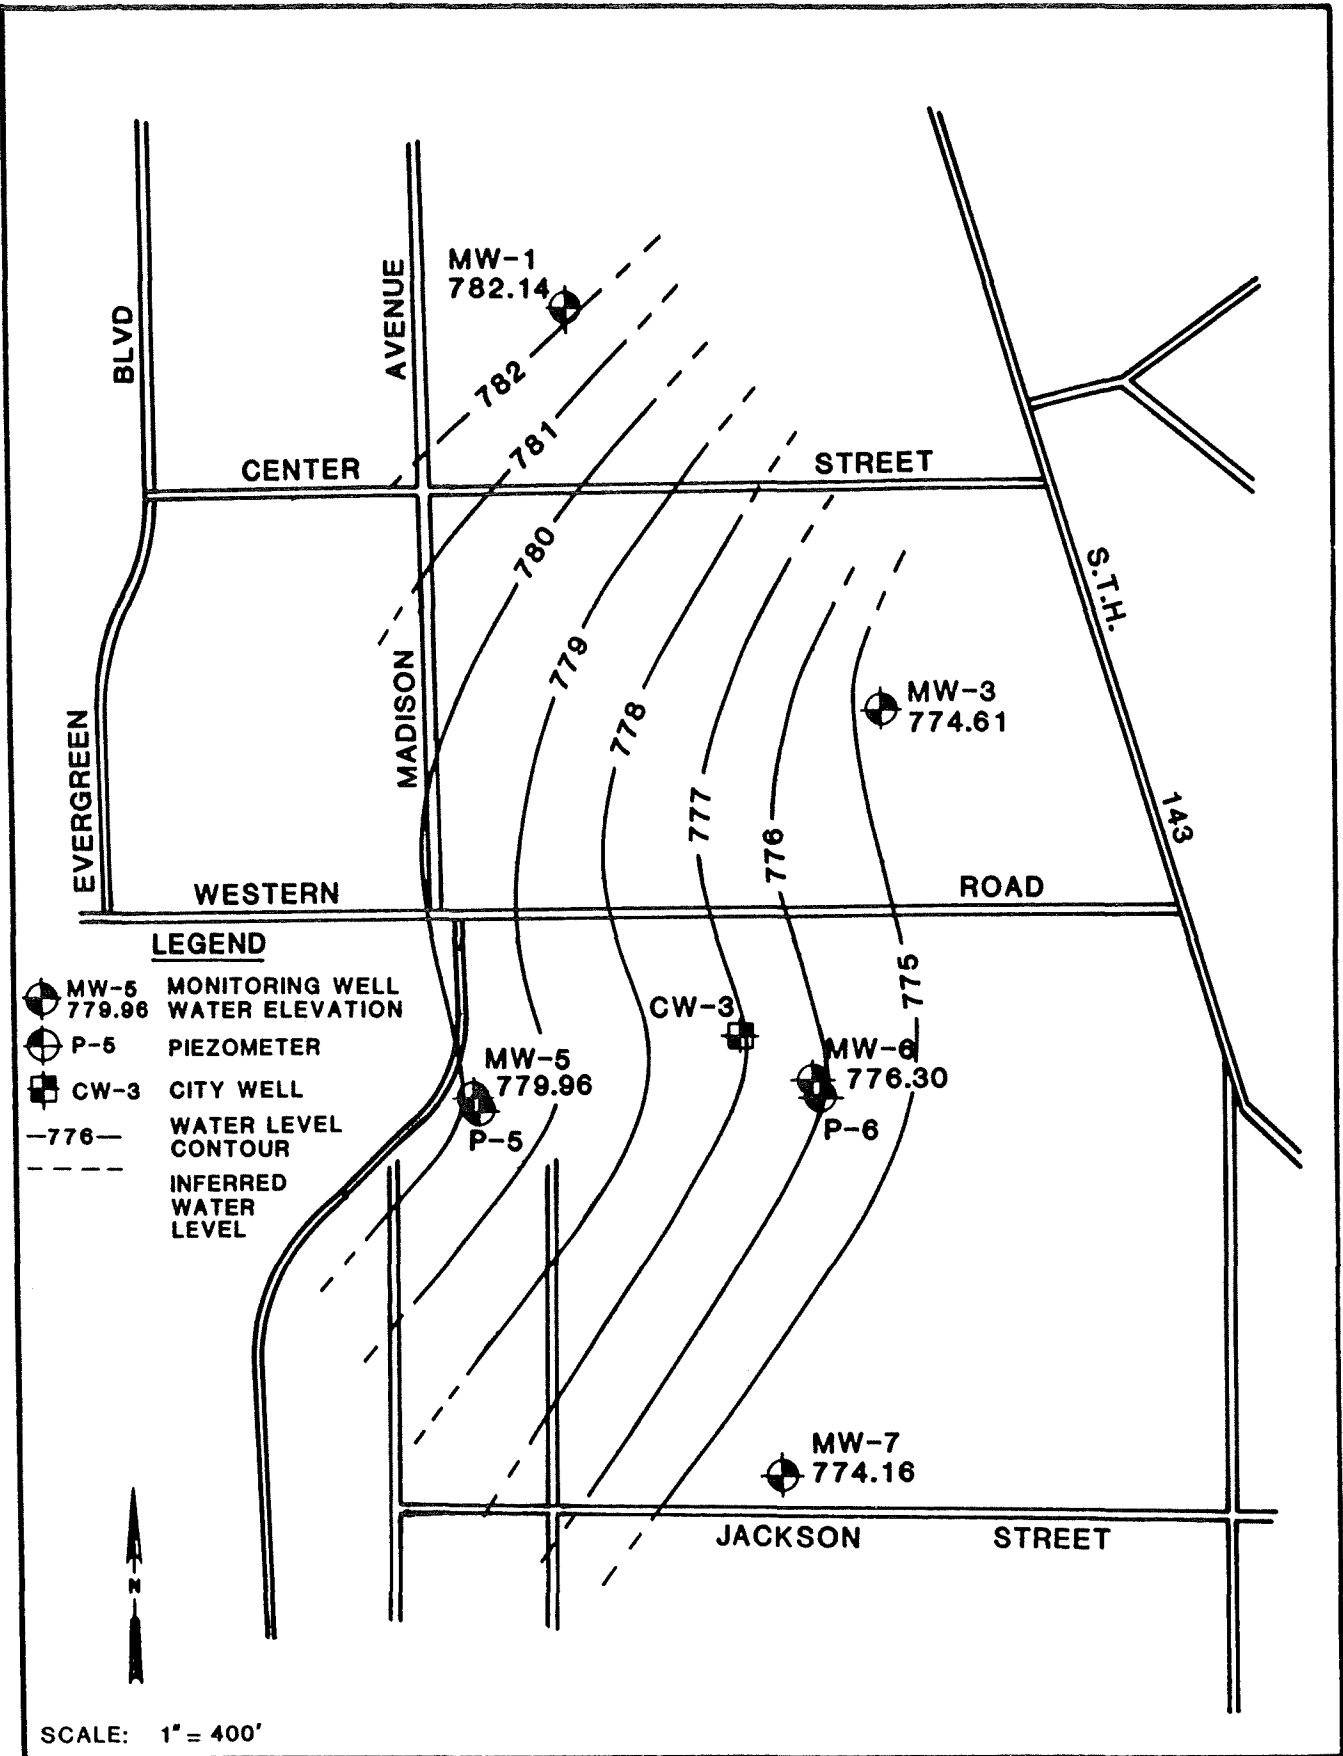 MW-1
782.14
BLVD
AVENUE
782
781
CENTER
STREET
780
S.T.H.
779
MADISON
MW-3
774.61
778
EVERGREEN
777
776
143
WESTERN
ROAD
LEGEND
775
MW-5 MONITORING WELL
779.96 WATER ELEVATION
P-5 PIEZOMETER
CW-3 CITY WELL
-776- WATER LEVEL
CONTOUR
INFERRED
WATER
LEVEL
CW-3
MW-5
779.96
P-5
MW-6
776.30
P-6
MW-7
774.16
JACKSON
STREET
N
SCALE: 1" = 400'